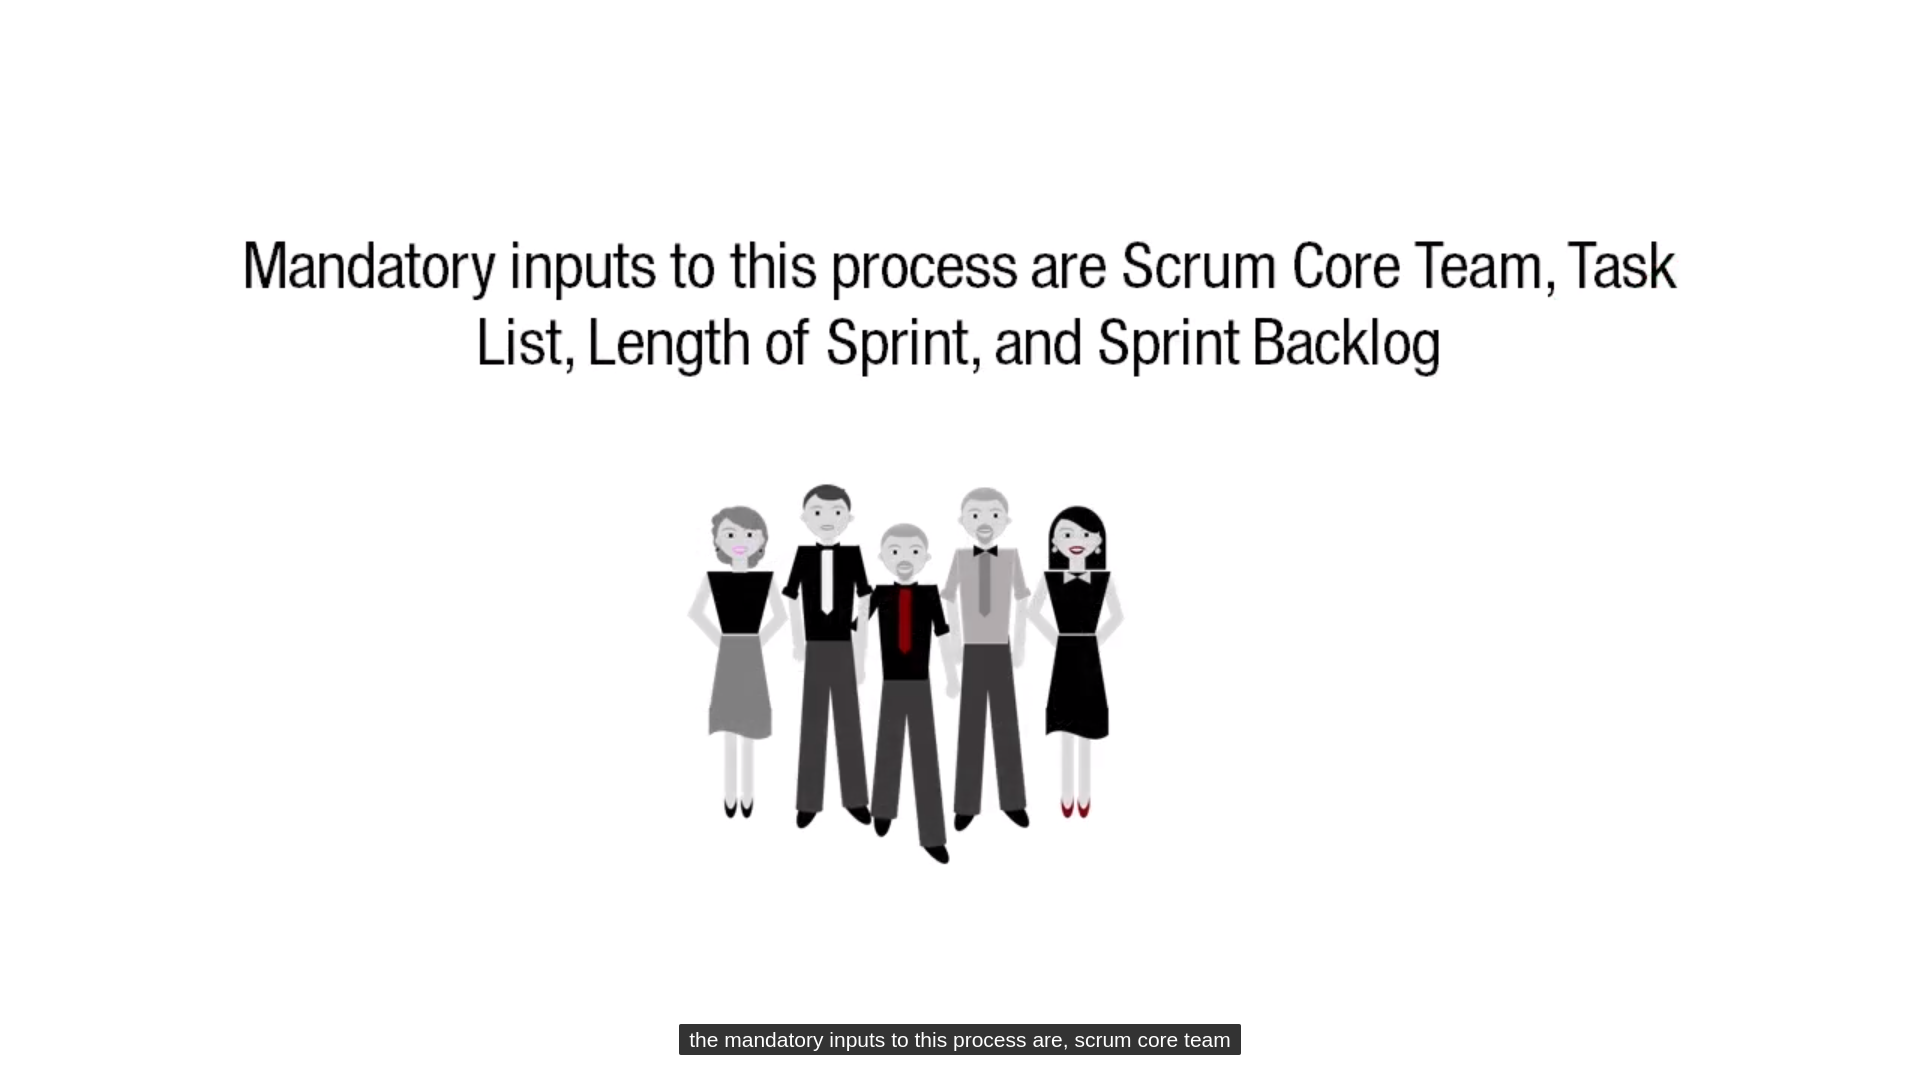 Mandatory inputs to this process are Scrum Core Team, Task
List, Length of Sprint, and Sprint Backlog
the mandatory inputs to this process are, scrum core team